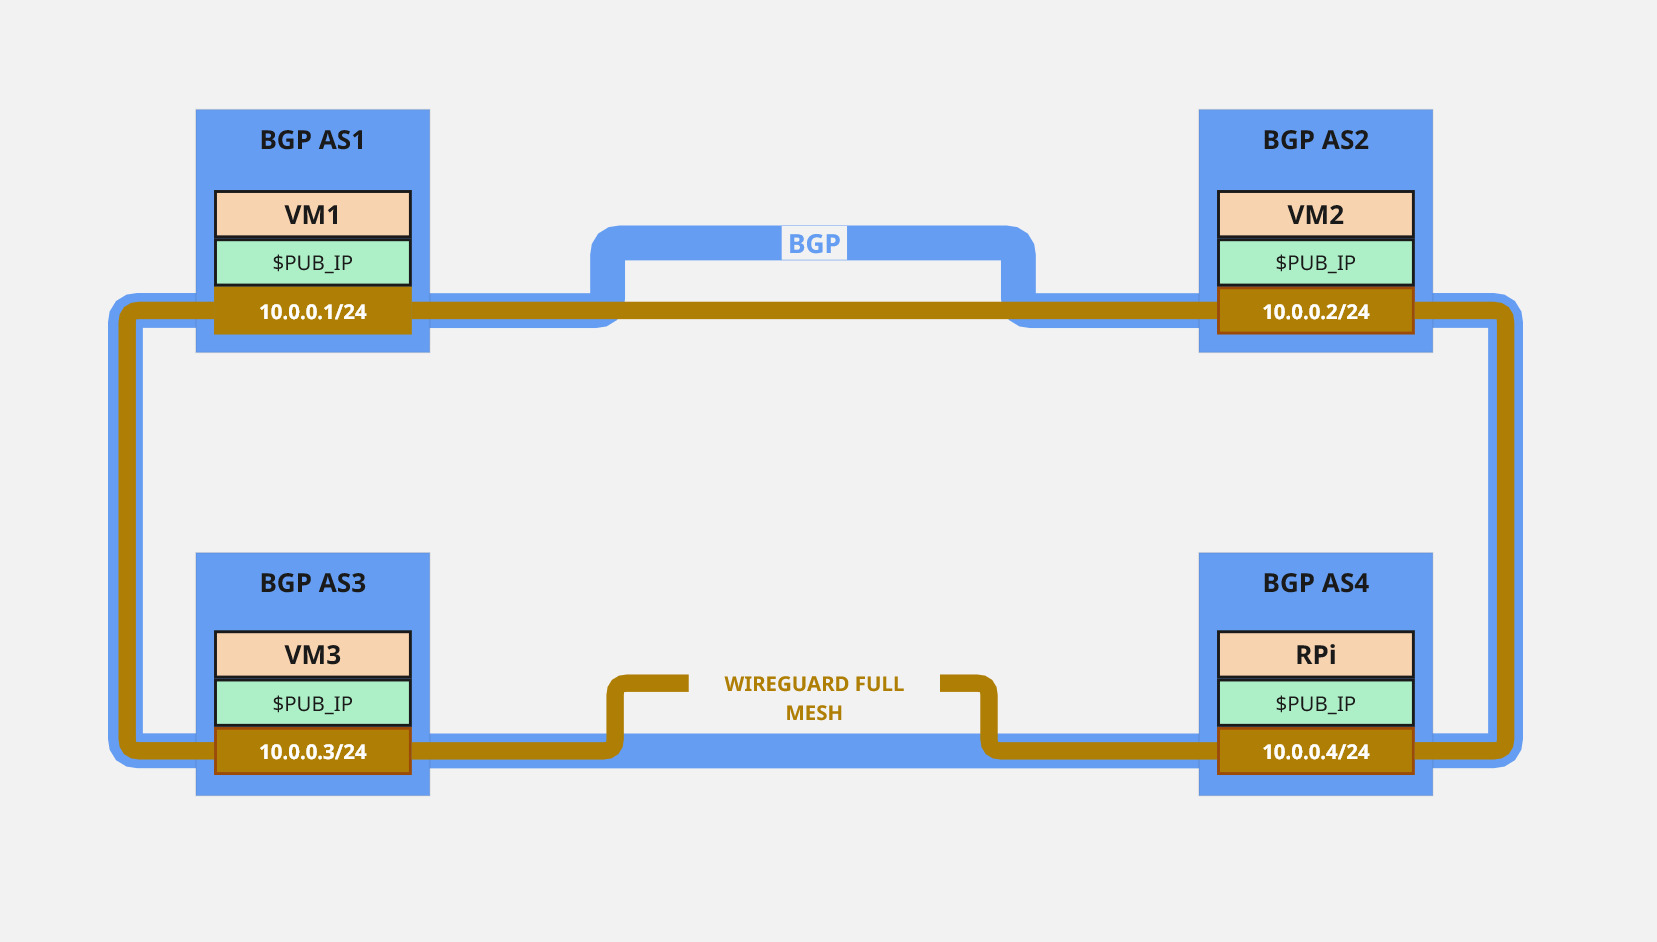 BGP AS1
VM1
$PUB_IP
10.0.0.1/24
BGP
BGP AS2
VM2
$PUB_IP
10.0.0.2/24
BGP AS3
VM3
$PUB_IP
10.0.0.3/24
WIREGUARD FULL
MESH
BGP AS4
RPi
$PUB_IP
10.0.0.4/24